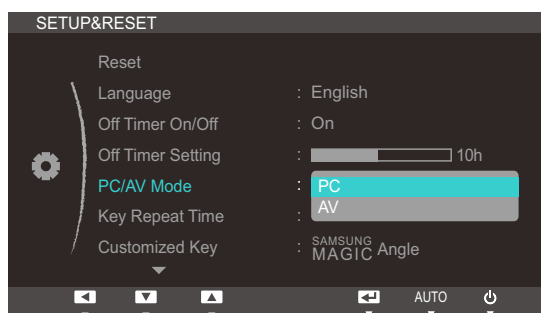 SETUP&RESET
Reset
Language : English
Off Timer On/Off : On
Off Timer Setting : 10h
PC/AV Mode : PC
AV
Key Repeat Time :
Customized Key : SAMSUNG MAGIC Angle
AUTO